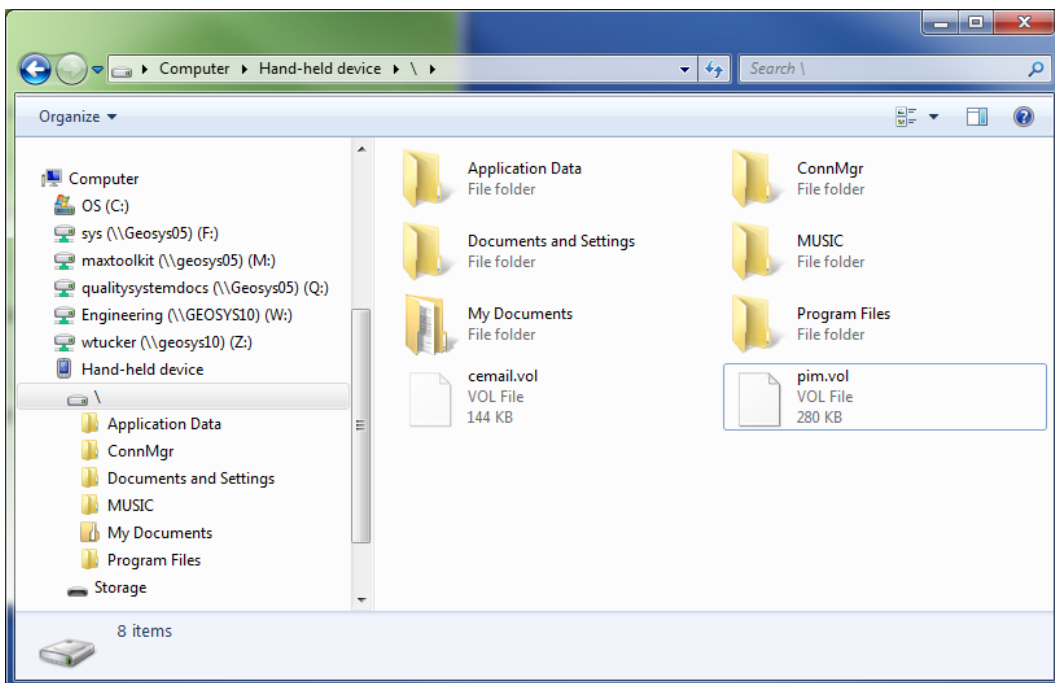 Computer Hand-held device \
Search \
Organize
Computer
OS (C:)
sys (\\Geosys05) (F:)
maxtoolkit (\\geosys05) (M:)
qualitysystemdocs (\\Geosys05) (Q:)
Engineering (\\GEOSYS10) (W:)
wtucker (\\geosys10) (Z:)
Hand-held device
\
Application Data
ConnMgr
Documents and Settings
MUSIC
My Documents
Program Files
Storage
Application Data
File folder
ConnMgr
File folder
Documents and Settings
File folder
MUSIC
File folder
My Documents
File folder
Program Files
File folder
cemail.vol
VOL File
144 KB
pim.vol
VOL File
280 KB
8 items